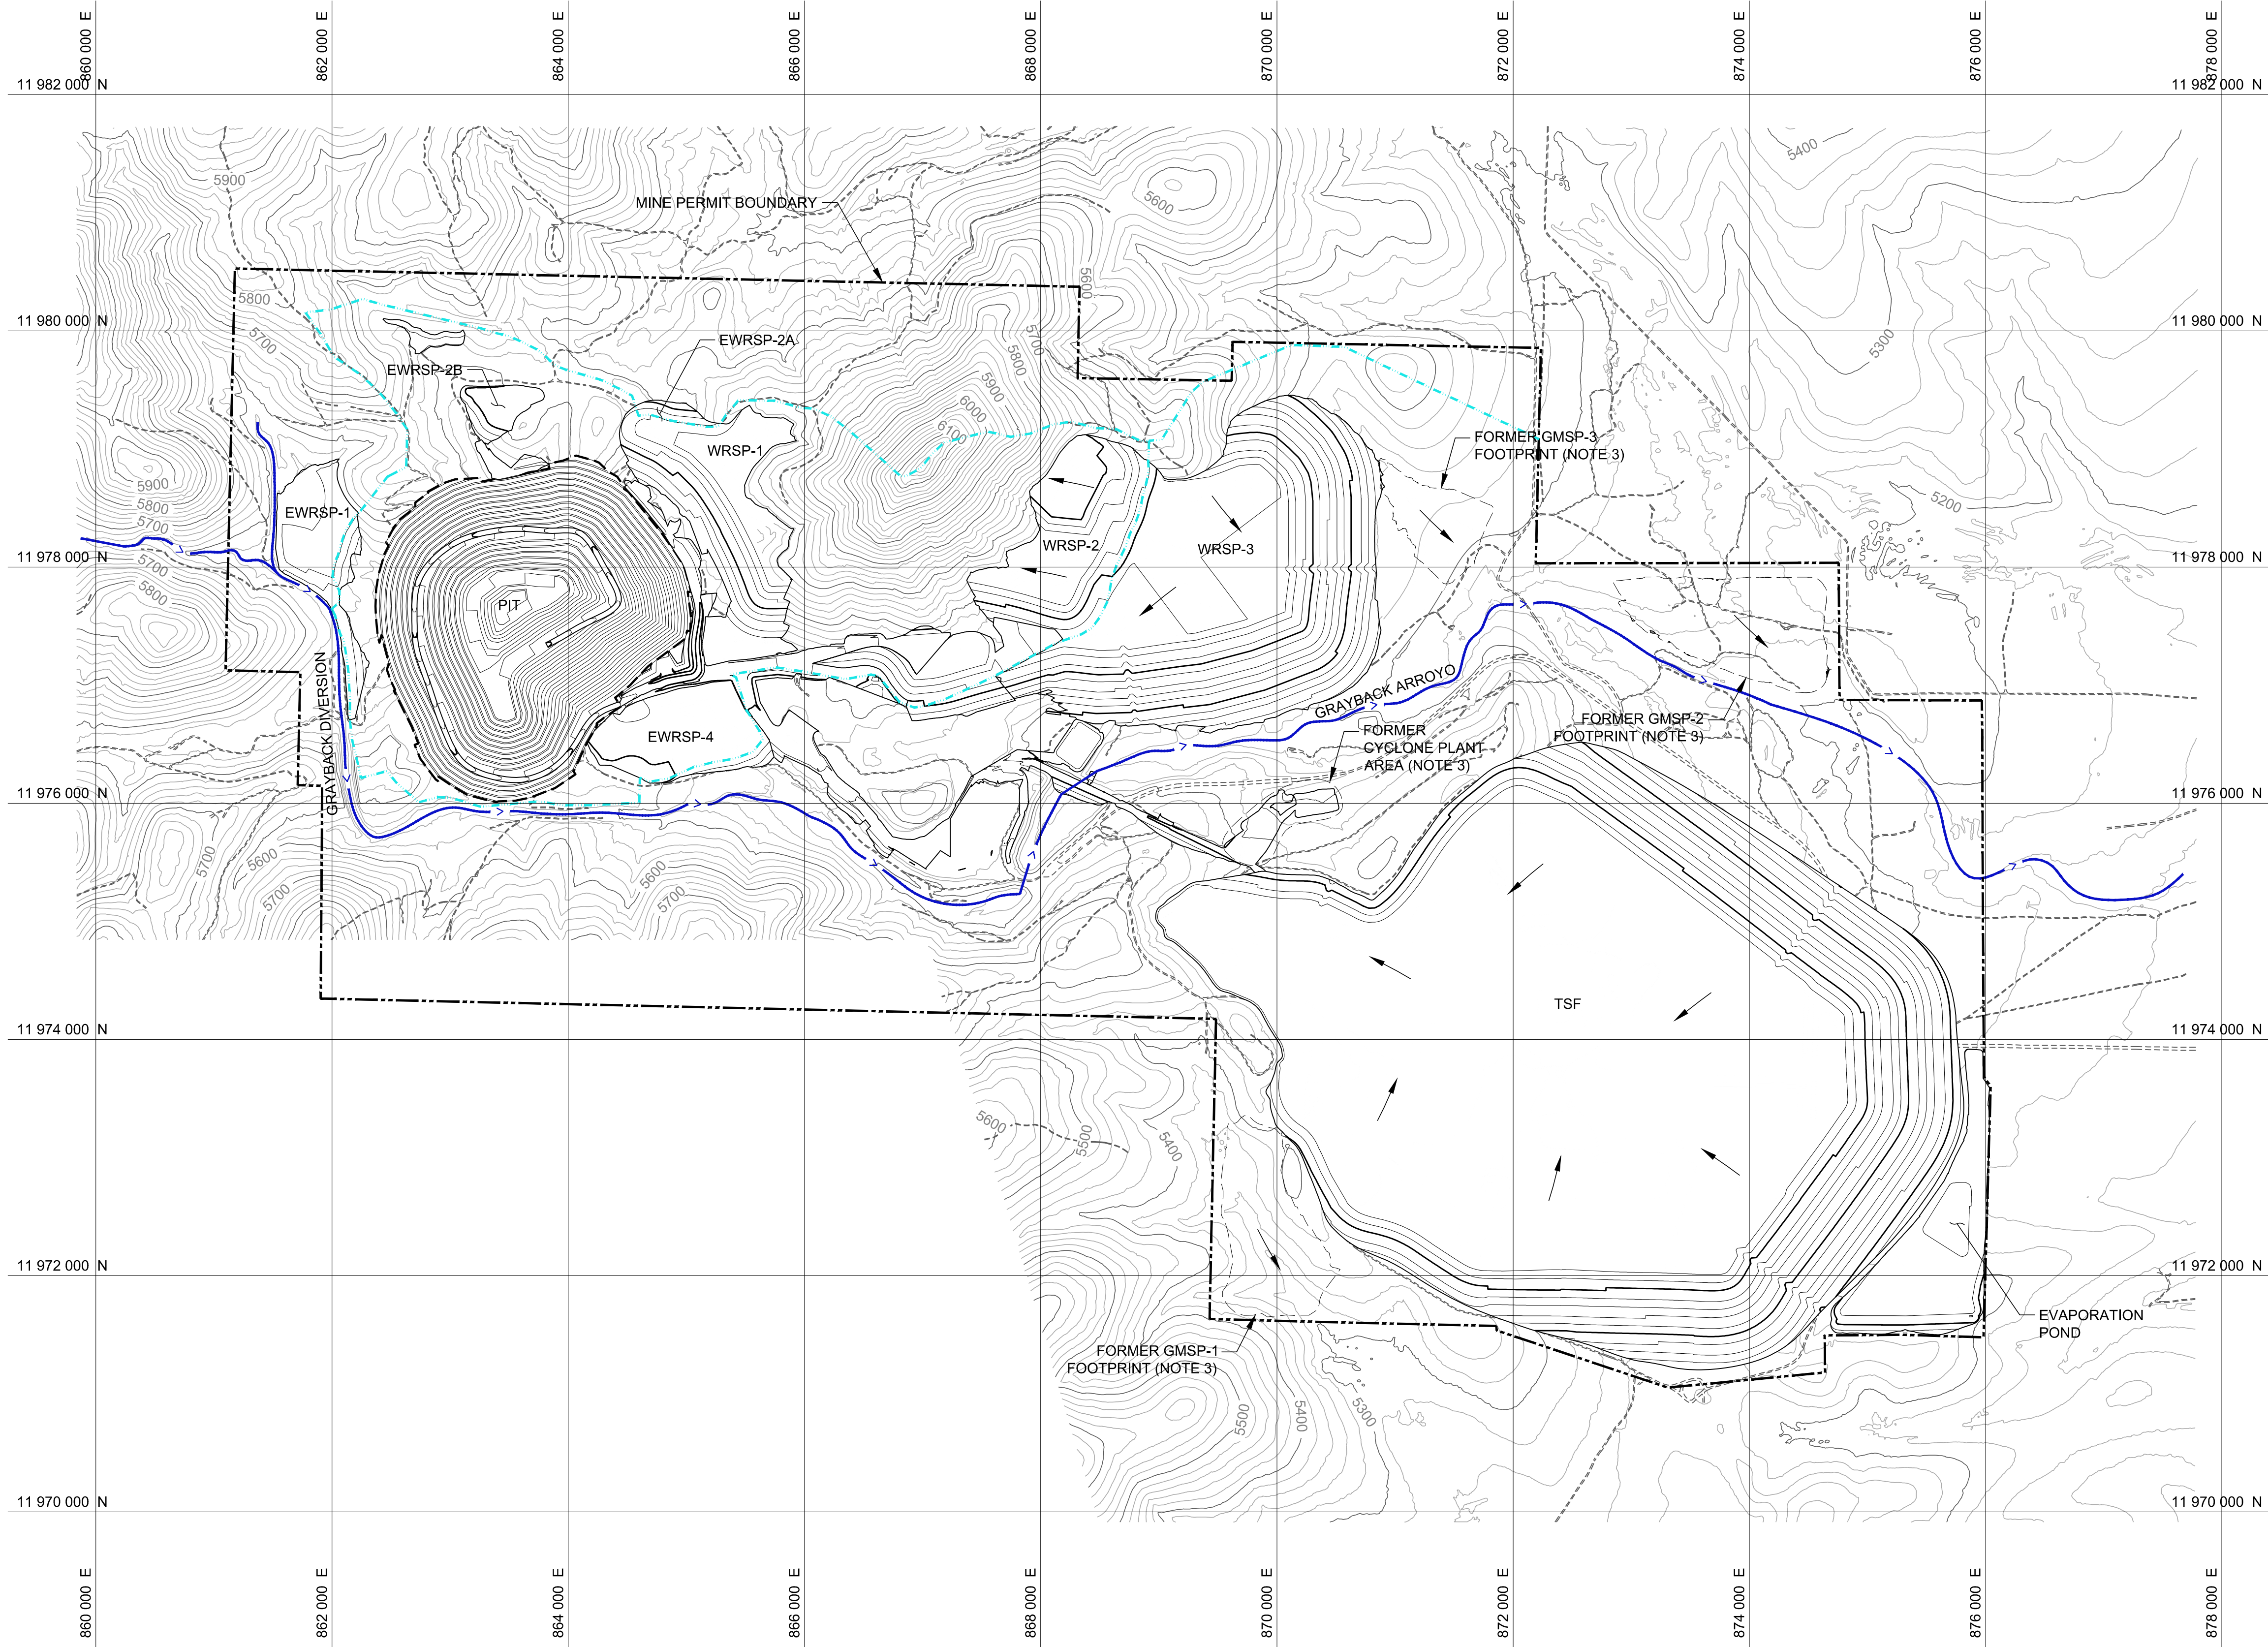 860 000 E
862 000 E
864 000 E
866 000 E
868 000 E
870 000 E
872 000 E
874 000 E
876 000 E
878 000 E
11 982 000 N
11 982 000 N
5400
5900
5600
MINE PERMIT BOUNDARY
5600
5800
11 980 000 N
11 980 000 N
5700
5700
5300
EWRSP-2A
5800
EWRSP-2B
5900
6000
6100
WRSP-1
FORMER GMSP-3
FOOTPRINT (NOTE 3)
5900
5800
5700
5200
EWRSP-1
WRSP-2
WRSP-3
11 978 000 N
11 978 000 N
5700
5800
PIT
GRAYBACK DIVERSION
GRAYBACK ARROYO
EWRSP-4
FORMER GMSP-2
FOOTPRINT (NOTE 3)
FORMER
CYCLONE PLANT
AREA (NOTE 3)
11 976 000 N
11 976 000 N
5700
5600
5700
5600
5700
TSF
11 974 000 N
11 974 000 N
5600
5500
5400
11 972 000 N
11 972 000 N
EVAPORATION
POND
FORMER GMSP-1
FOOTPRINT (NOTE 3)
5500
5400
5300
11 970 000 N
11 970 000 N
860 000 E
862 000 E
864 000 E
866 000 E
868 000 E
870 000 E
872 000 E
874 000 E
876 000 E
878 000 E